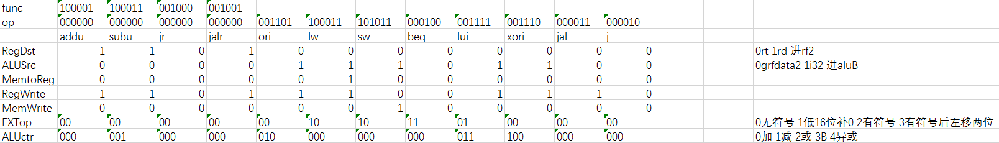 func 100001 100011 001000 001001
op 000000 000000 000000 000000 001101 100011 101011 000100 001111 001110 000011 000010
addu subu jr jalr ori lw sw beq lui xori jal j
RegDst 1 1 0 1 0 0 0 0 0 0 0 0 0rt 1rd 进rf2
ALUSrc 0 0 0 0 1 1 1 0 1 1 0 0 0grfdata2 1i32 进aluB
MemtoReg 0 0 0 0 0 1 0 0 0 0 0 0
RegWrite 1 1 0 1 1 1 0 0 1 1 1 0
MemWrite 0 0 0 0 0 0 1 0 0 0 0 0
EXTop 00 00 00 00 00 10 10 11 01 00 00 00 0无符号 1低16位补0 2有符号 3有符号后左移两位
ALUctr 000 001 000 000 010 000 000 000 011 100 000 000 0加 1减 2或 3B 4异或